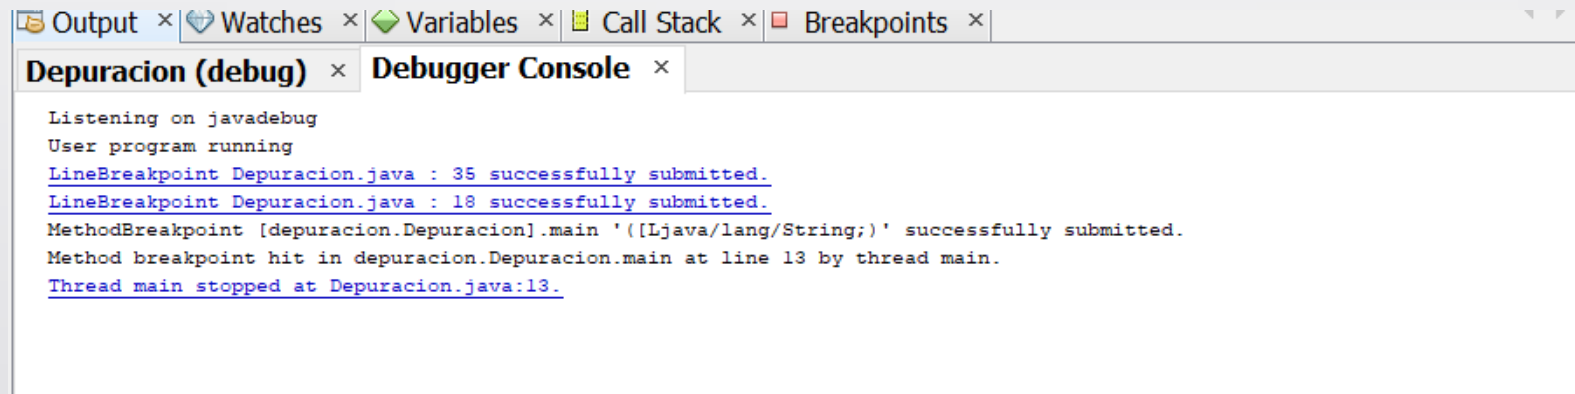 Output × Watches × Variables × Call Stack × Breakpoints ×
Depuracion (debug) × Debugger Console ×
Listening on javadebug
User program running
LineBreakpoint Depuracion.java : 35 successfully submitted.
LineBreakpoint Depuracion.java : 18 successfully submitted.
MethodBreakpoint [depuracion.Depuracion].main '([Ljava/lang/String;)' successfully submitted.
Method breakpoint hit in depuracion.Depuracion.main at line 13 by thread main.
Thread main stopped at Depuracion.java:13.